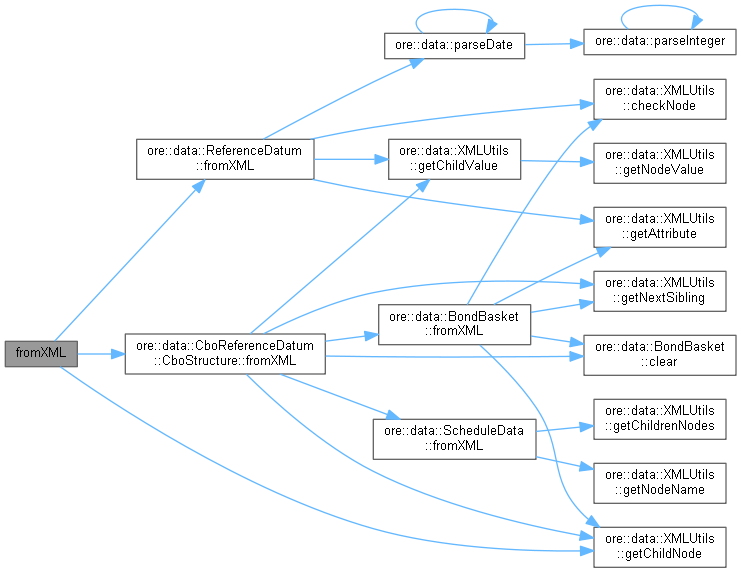 ore::data::parseDate
ore::data::parseInteger
ore::data::XMLUtils
::checkNode
ore::data::ReferenceDatum
::fromXML
ore::data::XMLUtils
::getChildValue
ore::data::XMLUtils
::getNodeValue
ore::data::XMLUtils
::getAttribute
ore::data::XMLUtils
::getNextSibling
ore::data::BondBasket
::fromXML
fromXML
ore::data::CboReferenceDatum
::CboStructure::fromXML
ore::data::BondBasket
::clear
ore::data::ScheduleData
::fromXML
ore::data::XMLUtils
::getChildrenNodes
ore::data::XMLUtils
::getNodeName
ore::data::XMLUtils
::getChildNode